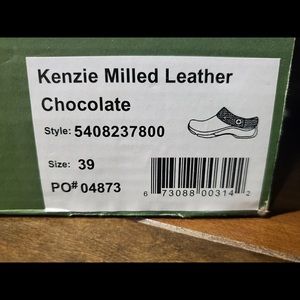 Kenzie Milled Leather
Chocolate
Style: 5408237800
Size: 39
PO# 04873
6 73088 00314 2